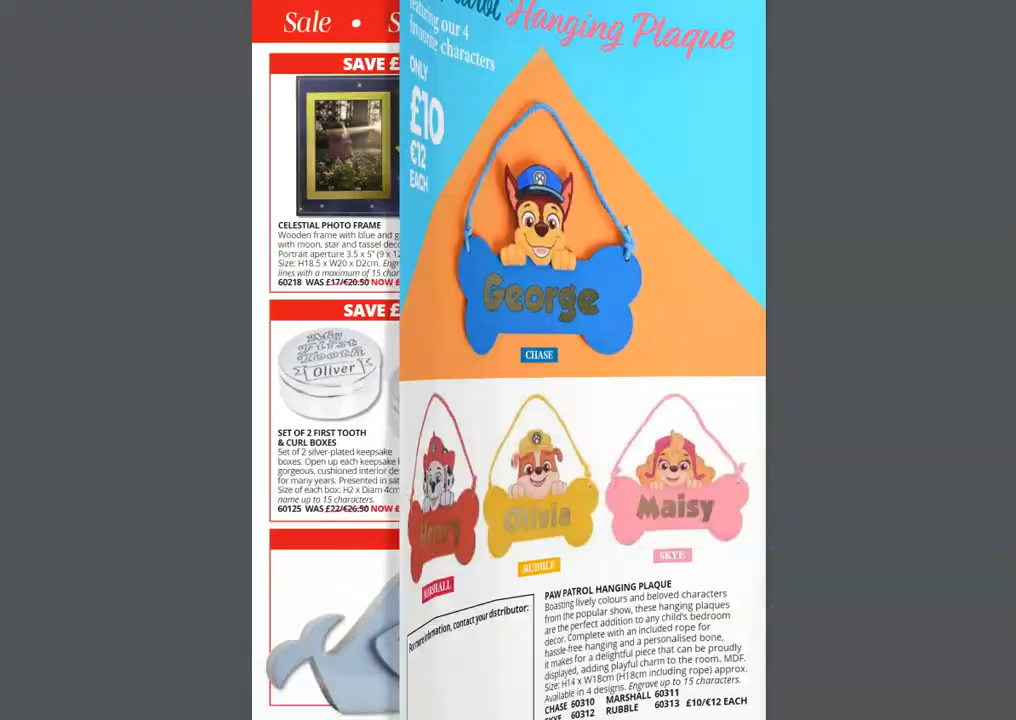 Sale • S
SAVE £
CELESTIAL PHOTO FRAME
Wooden frame with blue and g
with moon, star and tassel deco
Portrait aperture 3.5 x 5" (9 x 12
Size: H18.5 x W20 x D2cm. Engr
lines with a maximum of 15 char
60218 WAS £17/€20.50 NOW £
SAVE £
My
First
Tooth
Oliver
SET OF 2 FIRST TOOTH
& CURL BOXES
Set of 2 silver-plated keepsake
boxes. Open up each keepsake
gorgeous, cushioned interior de
for many years. Presented in sat
Size of each box: H2 x Diam 4cm
name up to 15 characters.
60125 WAS £22/€26.50 NOW £
Hanging Plaque
featuring our 4
favourite characters
ONLY
£10
€12
EACH
George
CHASE
Henry
MARSHALL
Olivia
RUBBLE
Maisy
SKYE
For more information, contact your distributor:
PAW PATROL HANGING PLAQUE
Boasting lively colours and beloved characters
from the popular show, these hanging plaques
are the perfect addition to any child's bedroom
decor. Complete with an included rope for
hassle-free hanging and a personalised bone,
it makes for a delightful piece that can be proudly
displayed, adding playful charm to the room. MDF.
Size: H14 x W18cm (H18cm including rope) approx.
Available in 4 designs. Engrave up to 15 characters.
CHASE 60310 MARSHALL 60311
SKYE 60312 RUBBLE 60313 £10/€12 EACH